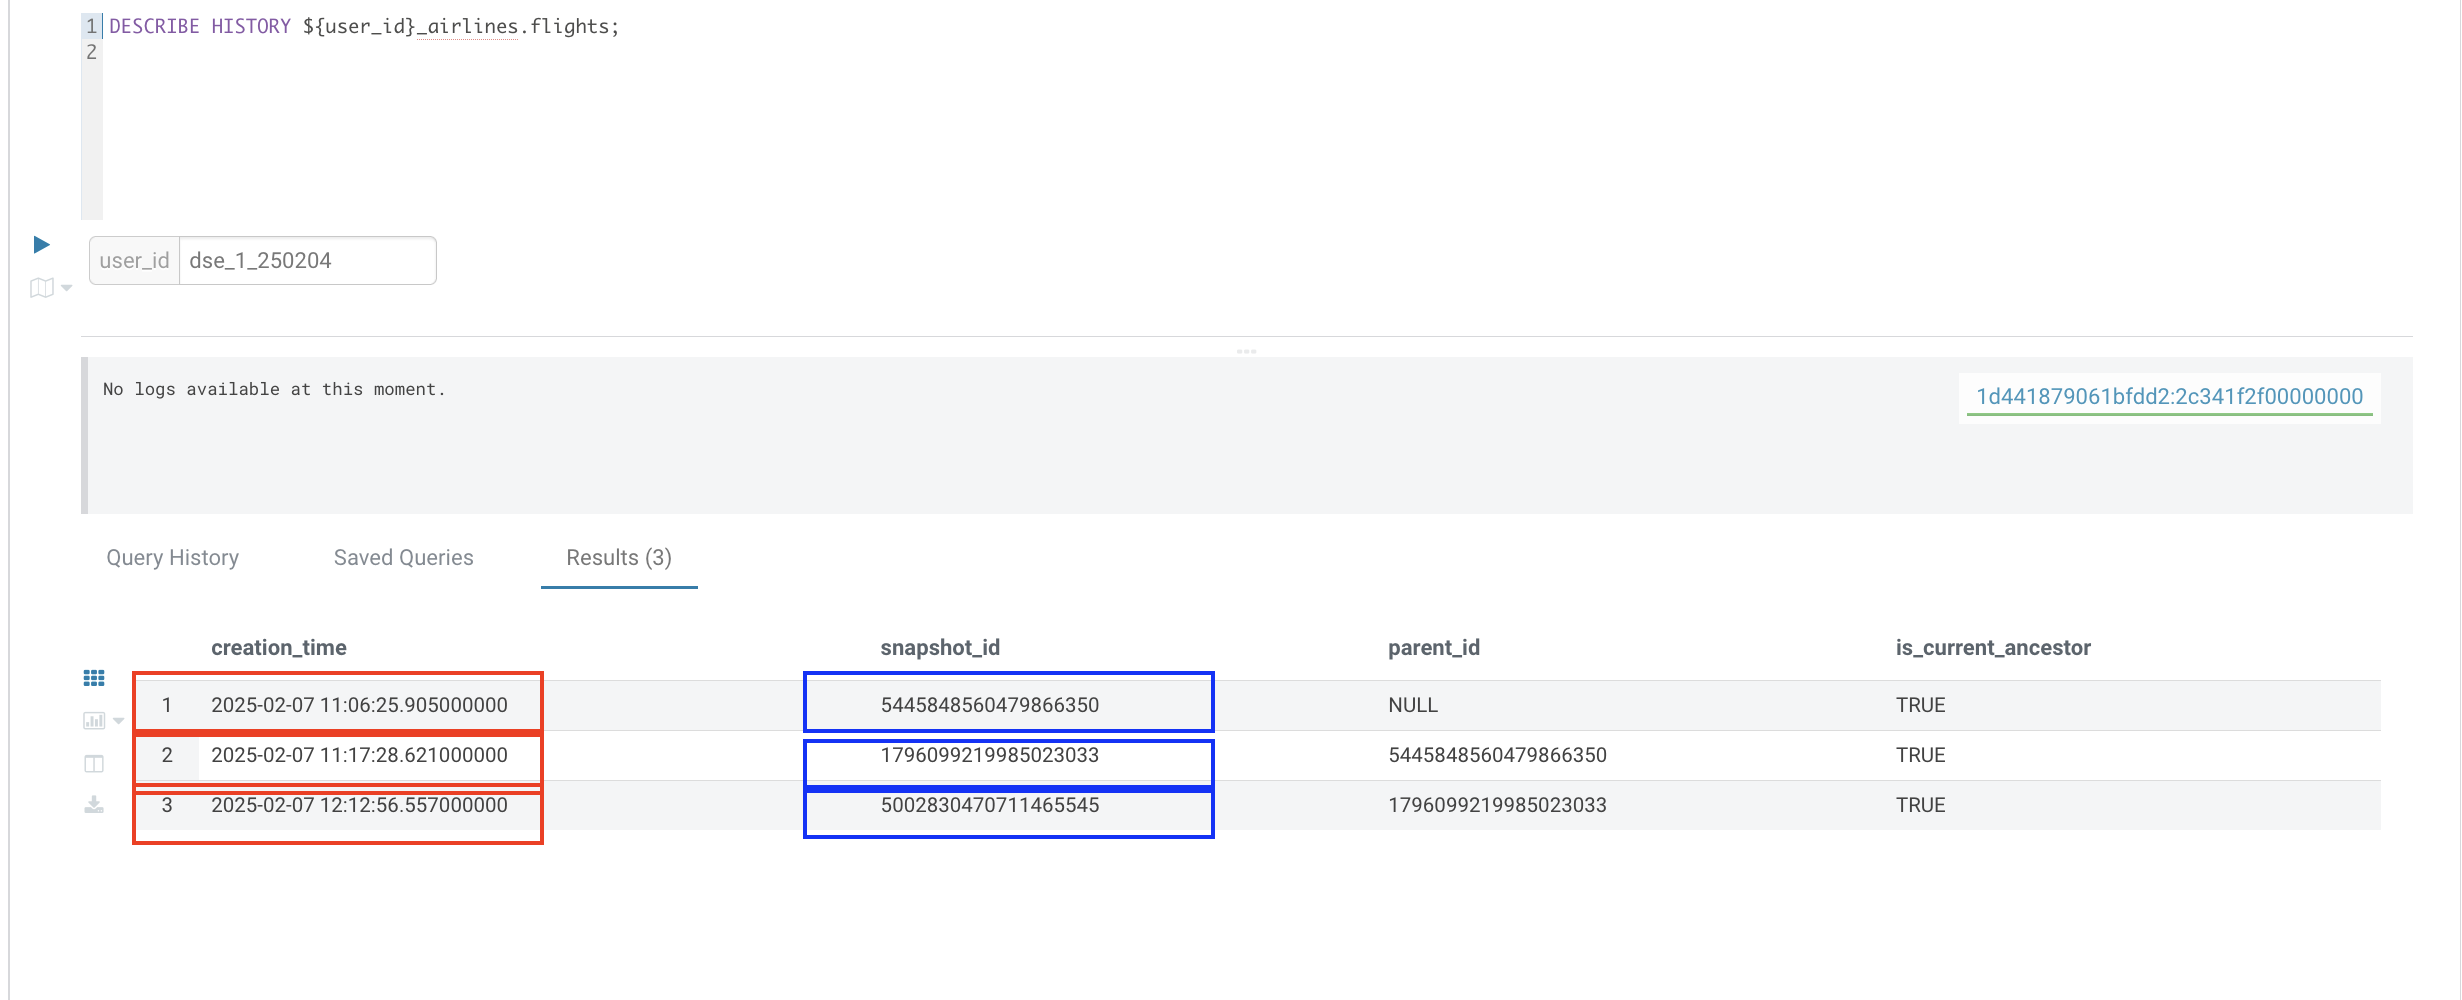 1 DESCRIBE HISTORY ${user_id}_airlines.flights;
2
user_id dse_1_250204
No logs available at this moment.
1d441879061bfdd2:2c341f2f00000000
Query History Saved Queries Results (3)
creation_time snapshot_id parent_id is_current_ancestor
1 2025-02-07 11:06:25.905000000 5445848560479866350 NULL TRUE
2 2025-02-07 11:17:28.621000000 1796099219985023033 5445848560479866350 TRUE
3 2025-02-07 12:12:56.557000000 5002830470711465545 1796099219985023033 TRUE